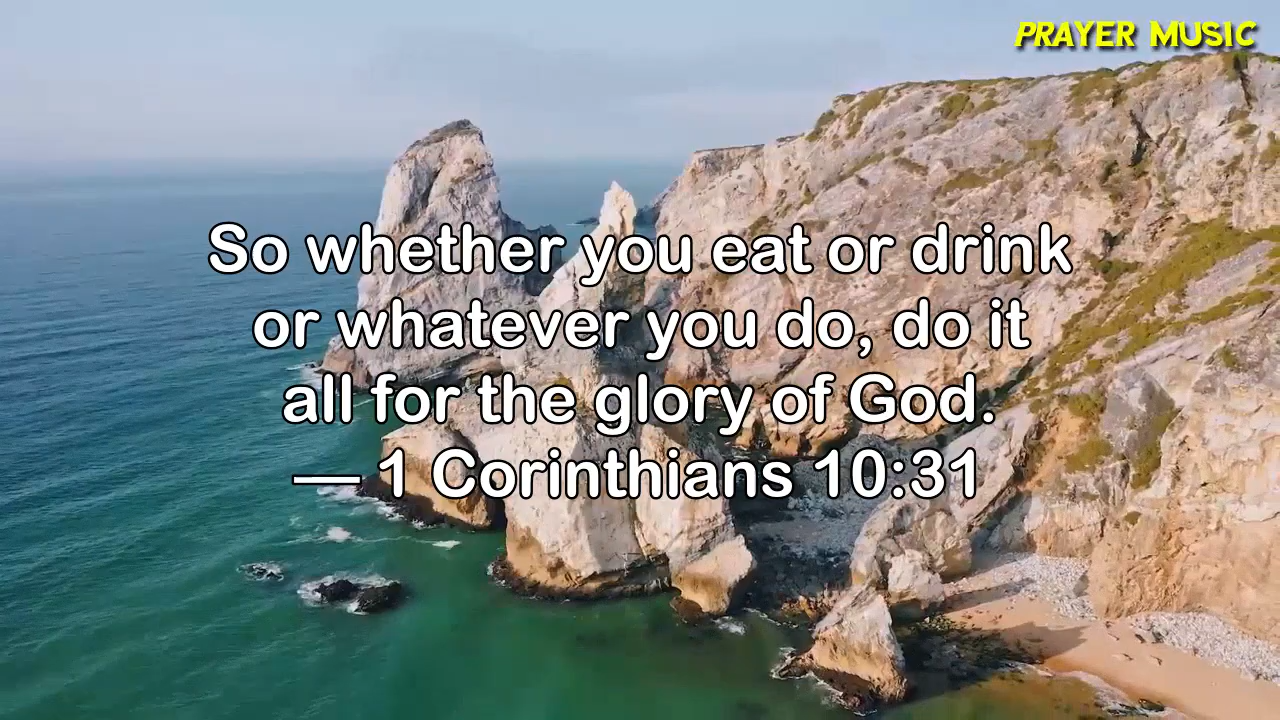 PRAYER MUSIC
So whether you eat or drink
or whatever you do, do it
all for the glory of God.
— 1 Corinthians 10:31